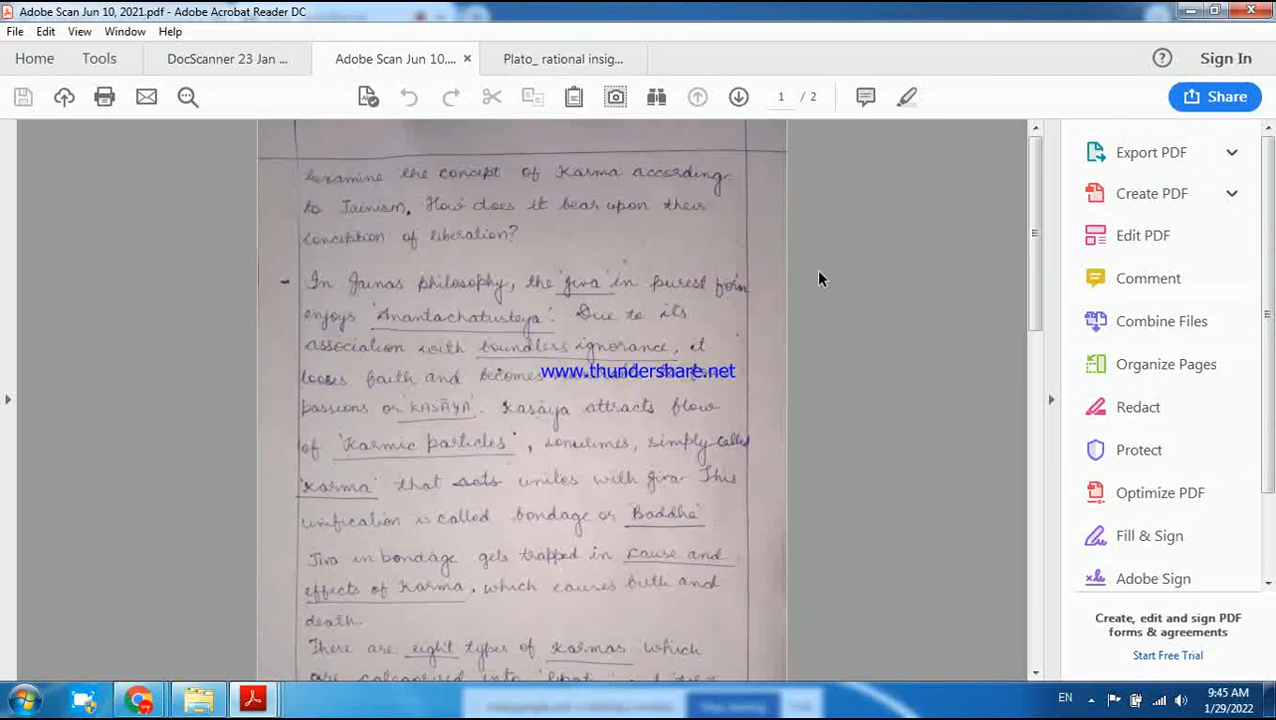 Adobe Scan Jun 10, 2021.pdf - Adobe Acrobat Reader DC
File Edit View Window Help
Home Tools DocScanner 23 Jan ... Adobe Scan Jun 10,... × Plato_ rational insig... Sign In
1 / 2 Share
Examine the concept of Karma according
to Jainism. How does it bear upon their
conception of liberation?
- In Jainas philosophy, the 'Jiva' in purest form
enjoys 'Anantachatusteya'. Due to its
association with boundless ignorance, it
looses faith and becomes
www.thundershare.net
passions or 'KASĀYA'. Kasāya attracts flow
of 'Karmic particles', sometimes, simply called
'Karma' that unites with jiva. This
unification is called bondage or 'Baddha'.
Jiva in bondage gets trapped in cause and
effects of Karma, which causes birth and
death.
There are eight types of Karmas which
are categorised into
Export PDF
Create PDF
Edit PDF
Comment
Combine Files
Organize Pages
Redact
Protect
Optimize PDF
Fill & Sign
Adobe Sign
Create, edit and sign PDF
forms & agreements
Start Free Trial
EN
9:45 AM
1/29/2022